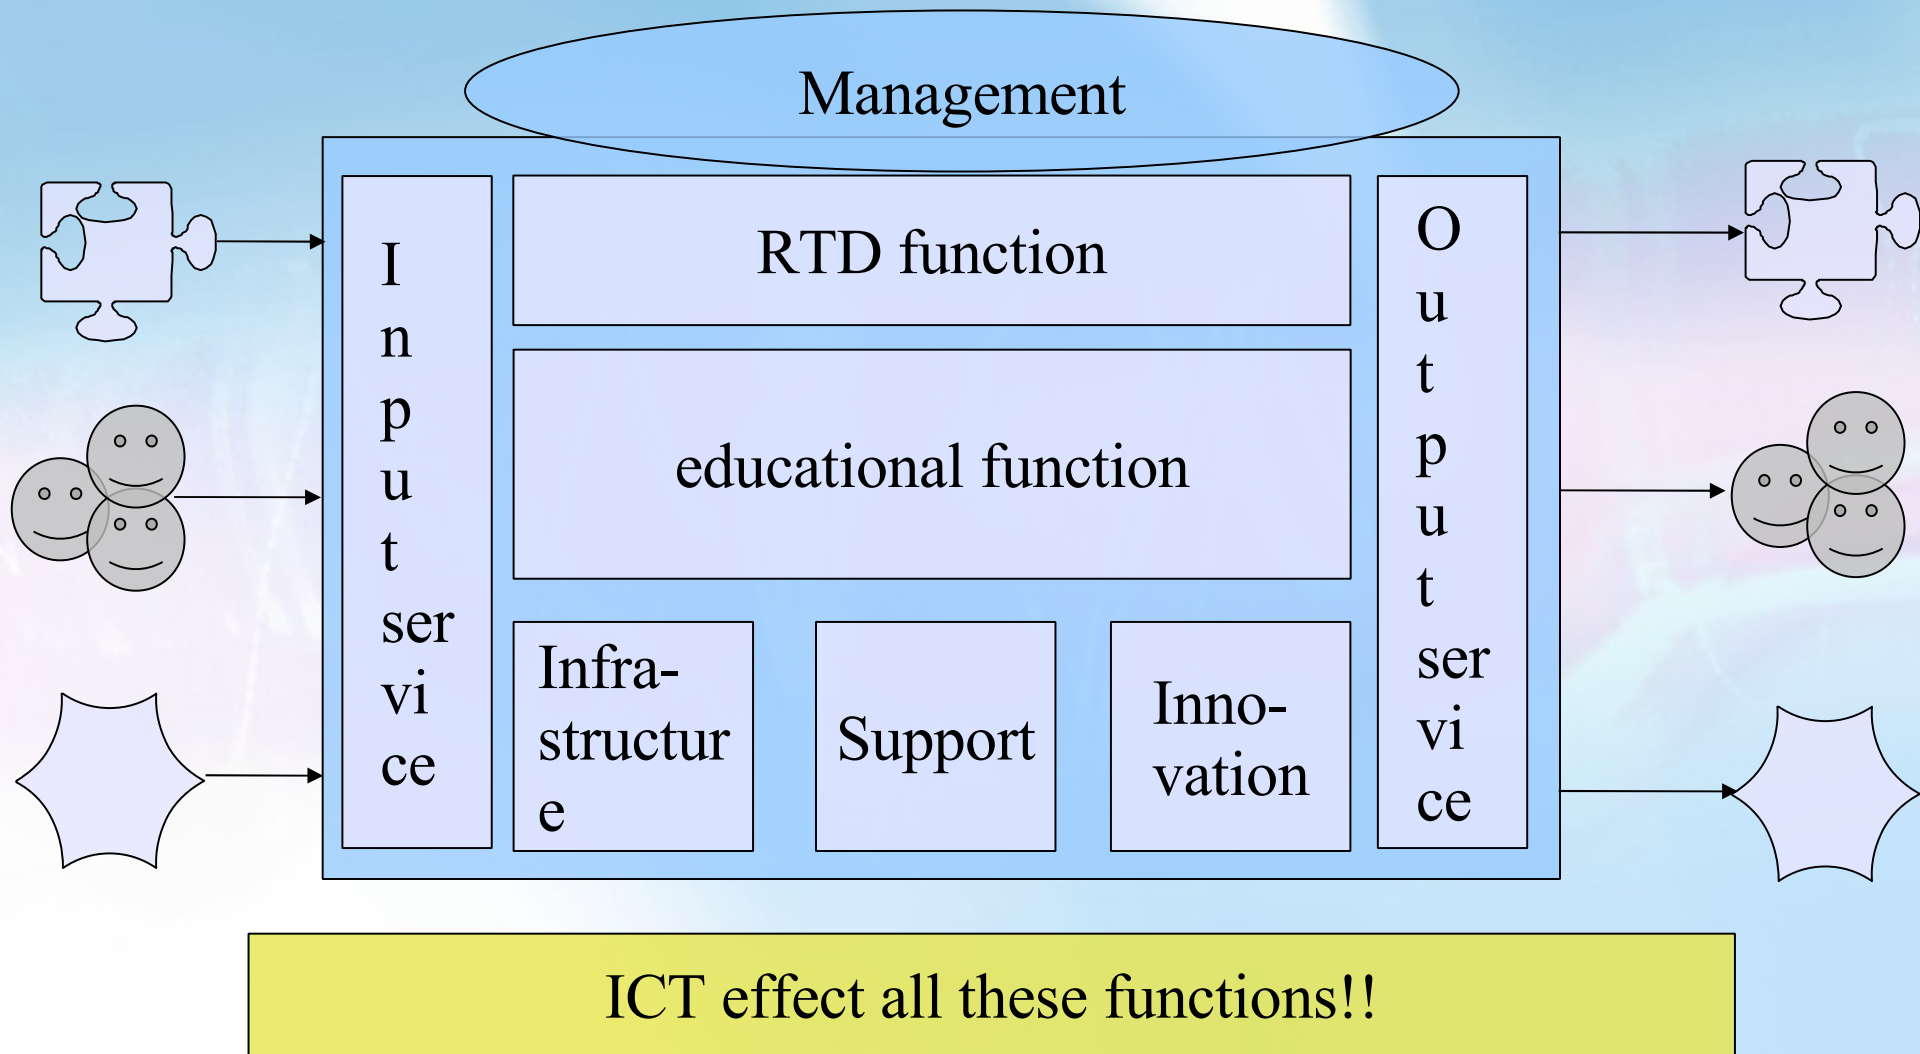 Management
I
n
p
u
t
ser
vi
ce
RTD function
educational function
Infra-
structur
e
Support
Inno-
vation
O
u
t
p
u
t
ser
vi
ce
ICT effect all these functions!!